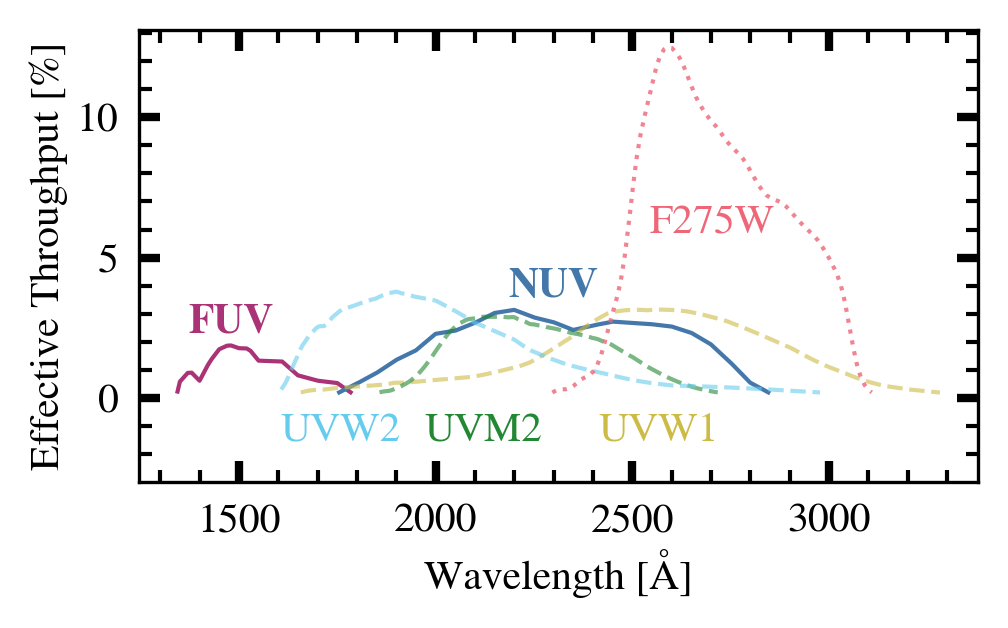 Effective Throughput [%]
10
5
0
F275W
NUV
FUV
UVW2
UVM2
UVW1
1500
2000
2500
3000
Wavelength [Å]